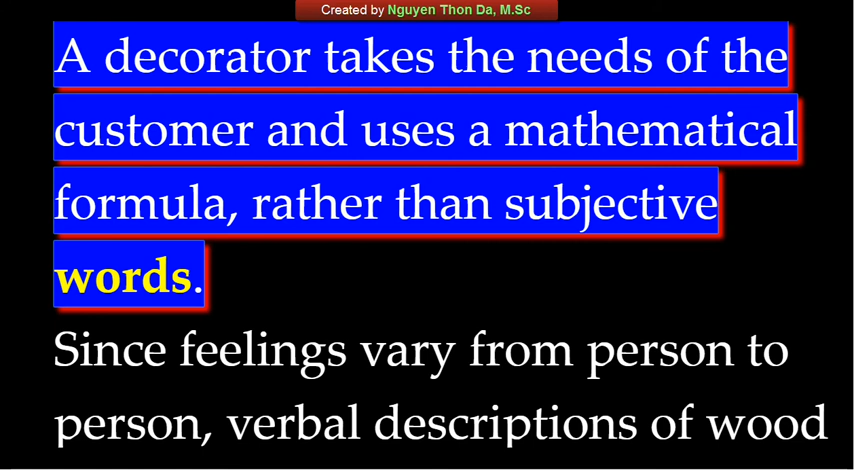 Created by Nguyen Thon Da, M.Sc
A decorator takes the needs of the
customer and uses a mathematical
formula, rather than subjective
words.
Since feelings vary from person to
person, verbal descriptions of wood